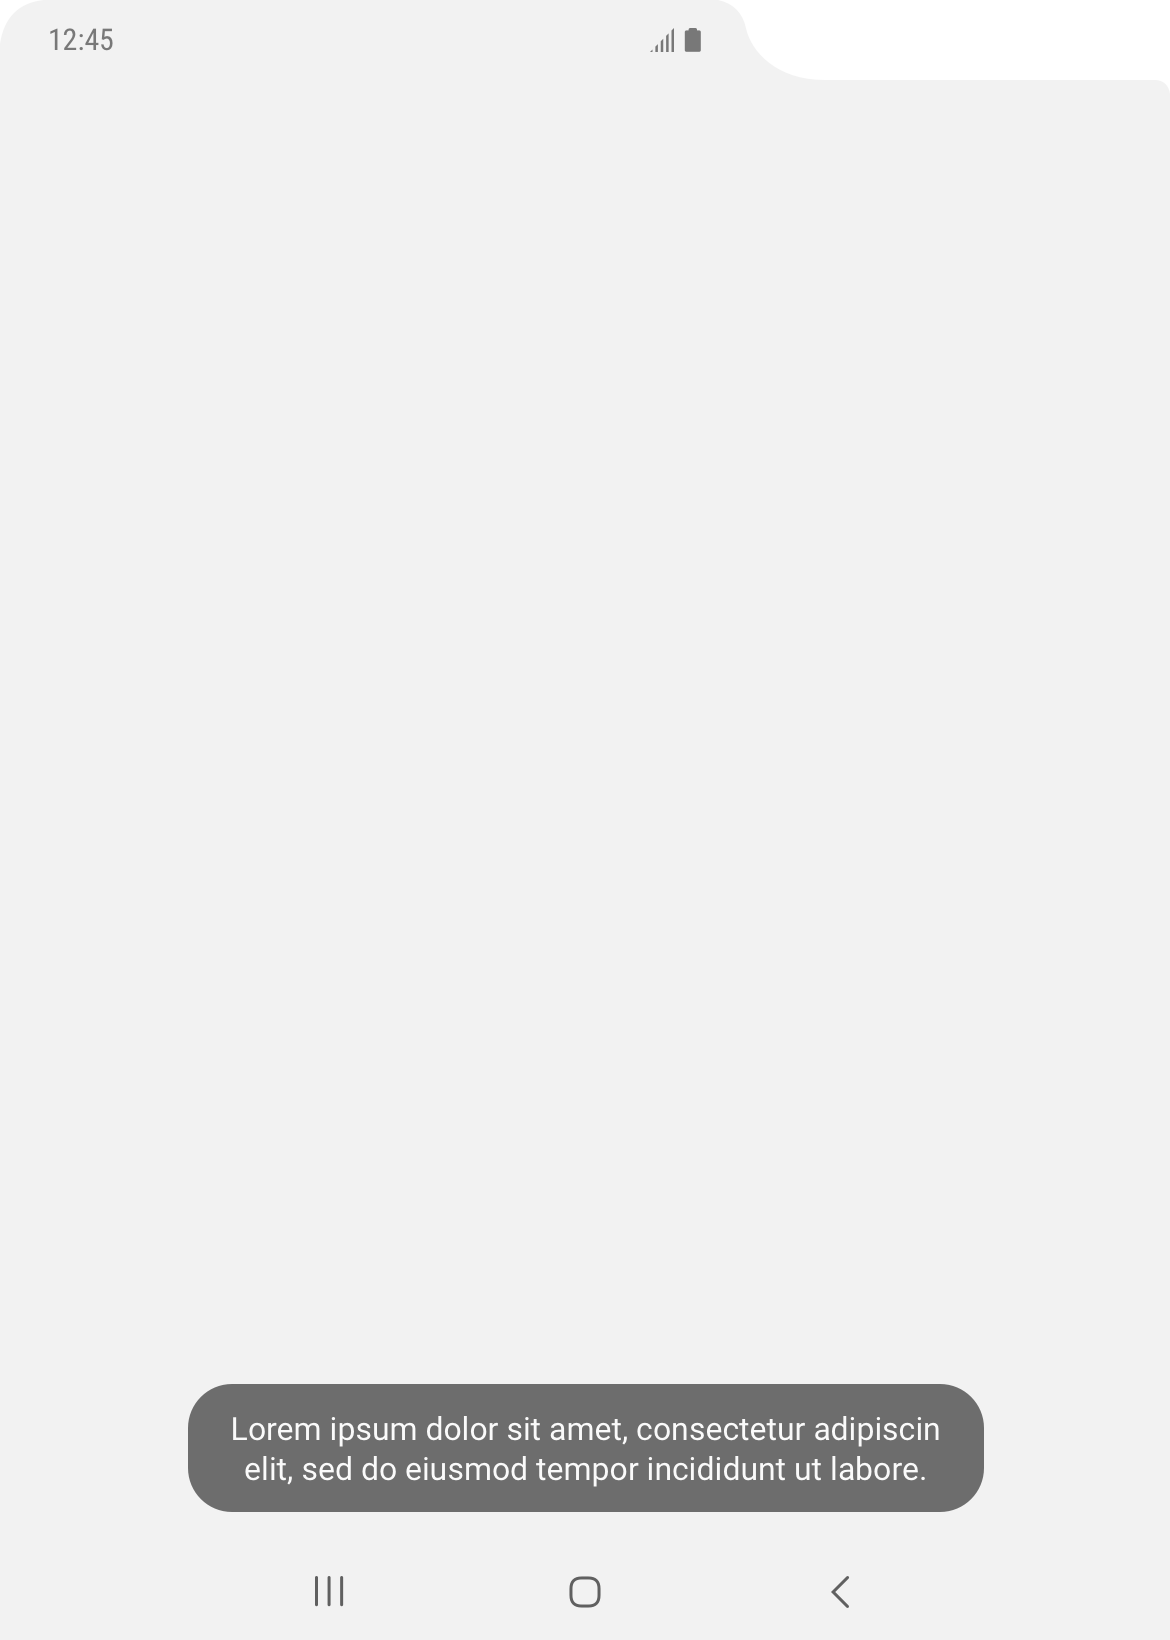 12:45
Lorem ipsum dolor sit amet, consectetur adipiscin
elit, sed do eiusmod tempor incididunt ut labore.